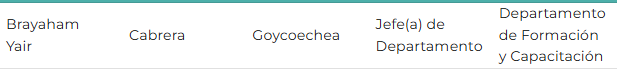 Brayaham
Yair
Cabrera
Goycoechea
Jefe(a) de
Departamento
Departamento
de Formación
y Capacitación